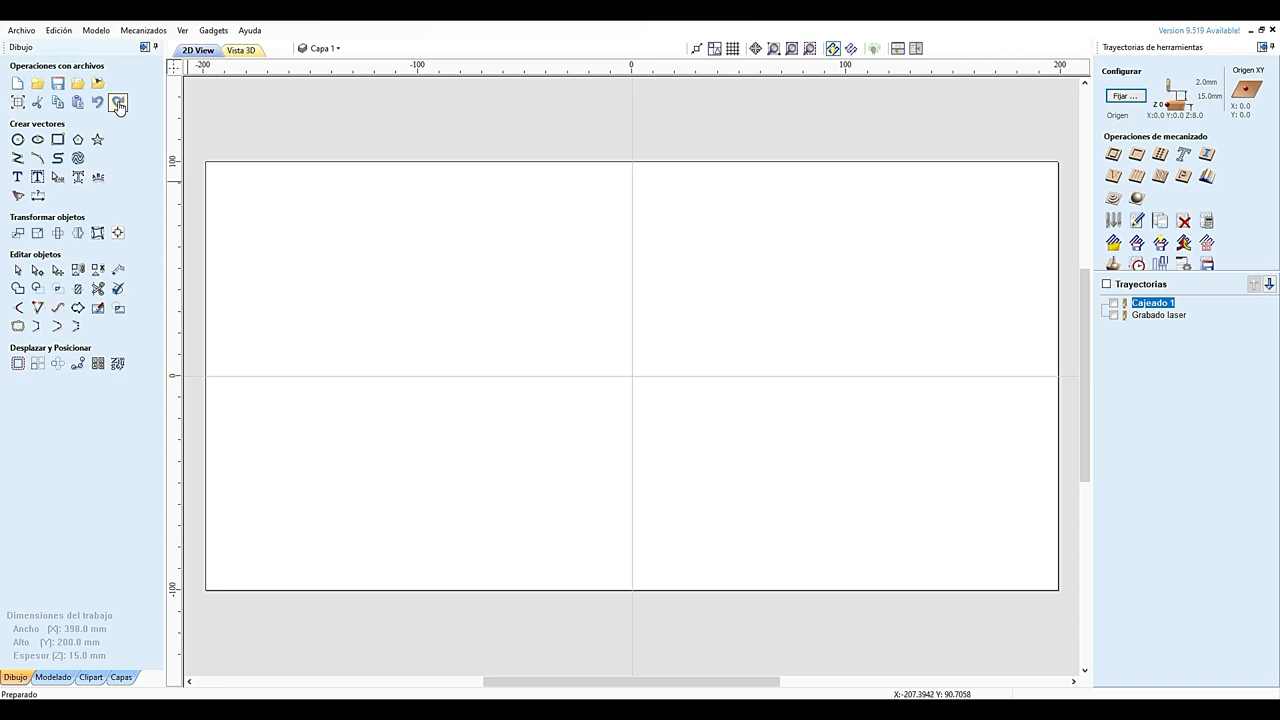 Archivo Edición Modelo Mecanizados Ver Gadgets Ayuda
Version 9.519 Available!
Dibujo
2D View Vista 3D Capa 1
Trayectorias de herramientas
-200 -100 0 100 200
Operaciones con archivos
Crear vectores
Transformar objetos
Editar objetos
Desplazar y Posicionar
100
0
-100
Configurar
Origen XY
Fijar ...
2.0mm
15.0mm
Z 0
X: 0.0
Y: 0.0
Origen X:0.0 Y:0.0 Z:8.0
Operaciones de mecanizado
Trayectorias
Cajeado 1
Grabado laser
Dimensiones del trabajo
Ancho (X): 398.0 mm
Alto (Y): 200.0 mm
Espesor (Z): 15.0 mm
Dibujo Modelado Clipart Capas
Preparado
X:-207.3942 Y: 90.7058